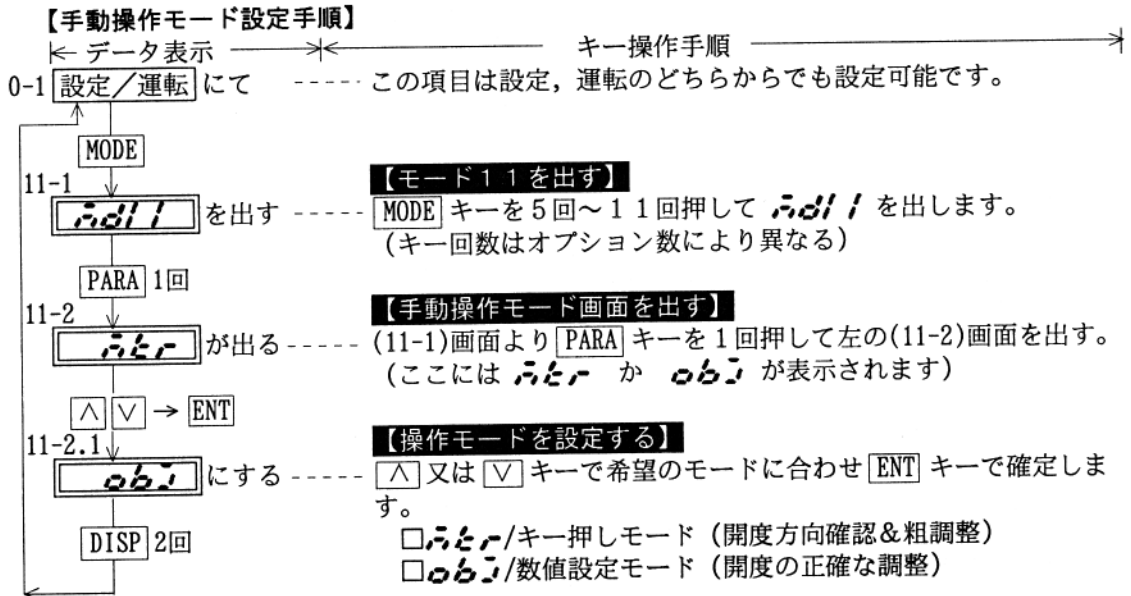 【手動操作モード設定手順】
データ表示 キー操作手順
0-1 設定／運転 にて ----- この項目は設定，運転のどちらからでも設定可能です。
MODE
11-1 【モード１１を出す】
Md11 を出す ----- MODE キーを５回～１１回押して Md11 を出します。
(キー回数はオプション数により異なる)
PARA 1回
11-2 【手動操作モード画面を出す】
Mtr が出る ----- (11-1)画面より PARA キーを１回押して左の(11-2)画面を出す。
(ここには Mtr か obJ が表示されます)
∧ ∨ → ENT
11-2.1 【操作モードを設定する】
obJ にする ----- ∧ 又は ∨ キーで希望のモードに合わせ ENT キーで確定しま
す。
□Mtr/キー押しモード（開度方向確認＆粗調整）
DISP 2回
□obJ/数値設定モード（開度の正確な調整）